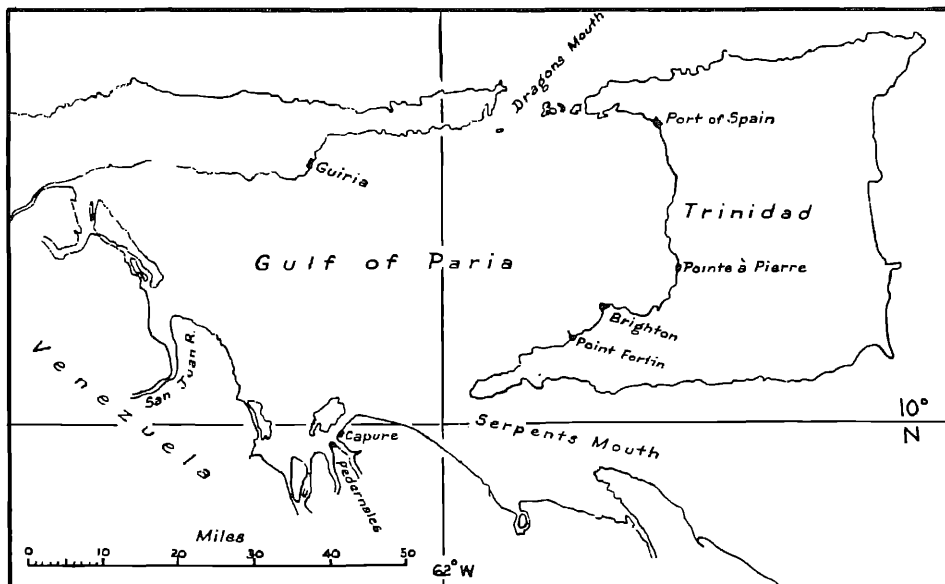 Dragons Mouth
Port of Spain
Guiria
Trinidad
Gulf of Paria
Pointe à Pierre
Brighton
Point Fortin
Venezuela
San Juan R.
10°
N
Serpents Mouth
Capure
Pedernales
Miles
0 10 20 30 40 50
62°W